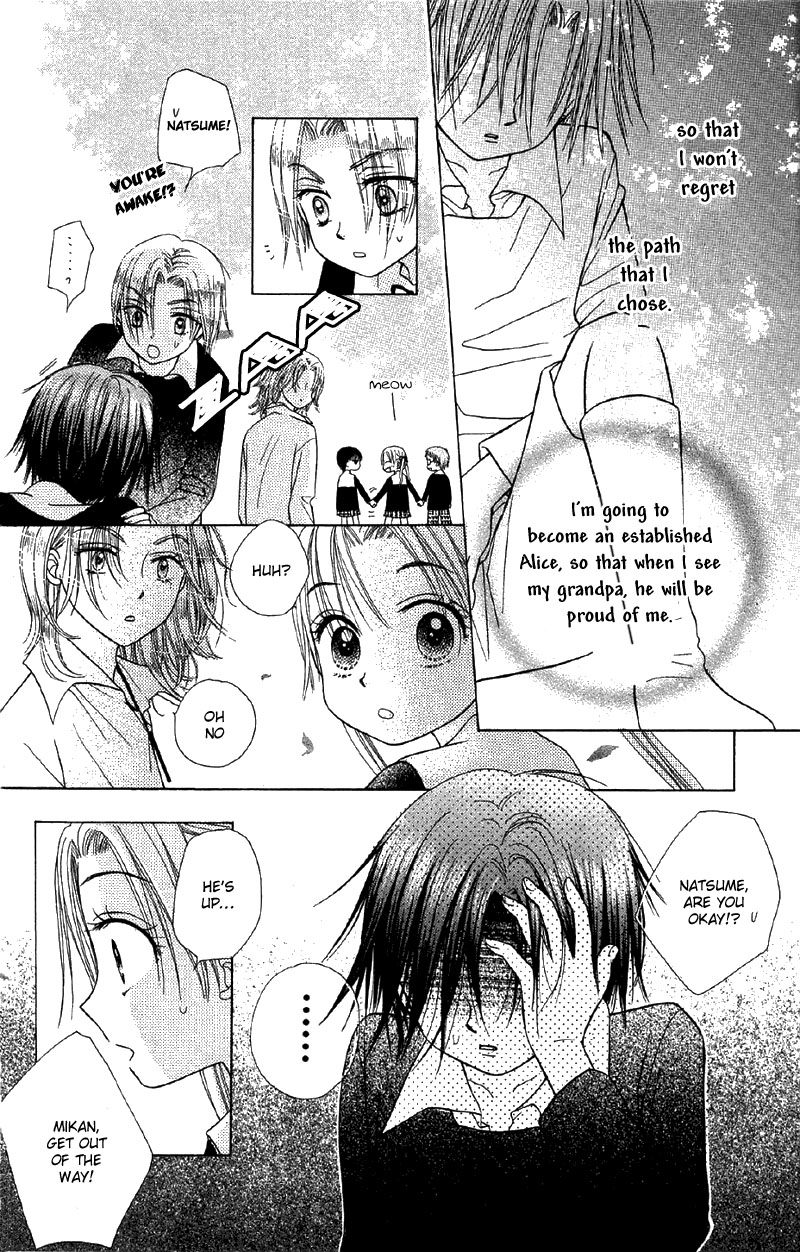 so that
I won't
regret
the path
that I
chose.
I'm going to
become an established
Alice, so that when I see
my grandpa, he will be
proud of me.
NATSUME!
YOU'RE
AWAKE!?
....?
ZAA
meow
HUH?
OH
NO
NATSUME,
ARE YOU
OKAY!?
HE'S
UP...
......
MIKAN,
GET OUT
OF THE
WAY!